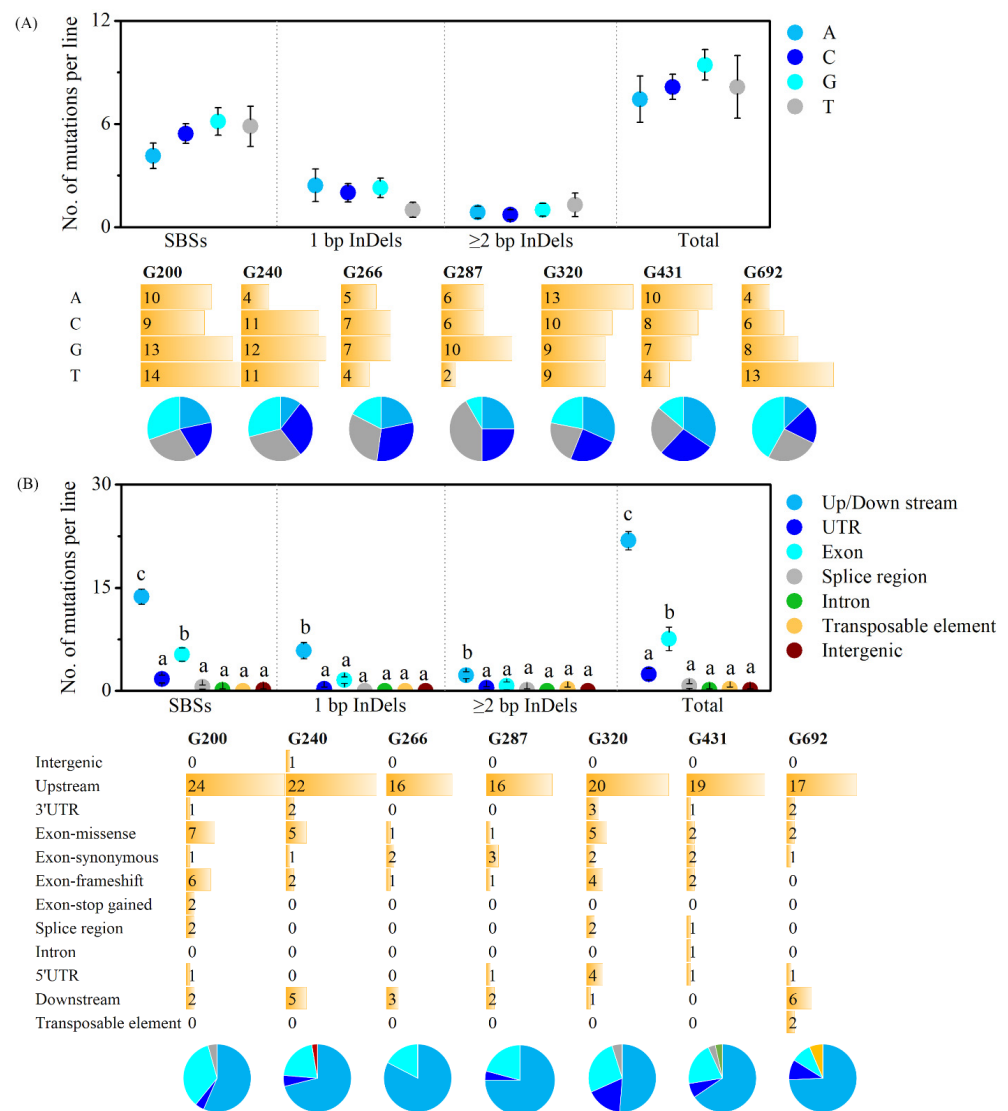 (A)
12
6
0
No. of mutations per line
SBSs 1 bp InDels ≥2 bp InDels Total
A
C
G
T
G200 G240 G266 G287 G320 G431 G692
A 10 4 5 6 13 10 4
C 9 11 7 6 10 8 6
G 13 12 7 10 9 7 8
T 14 11 4 2 9 4 13
(B)
30
15
0
No. of mutations per line
c a b a a a a
b a a a a a a
b a a a a a a
c a b a a a a
SBSs 1 bp InDels ≥2 bp InDels Total
Up/Down stream
UTR
Exon
Splice region
Intron
Transposable element
Intergenic
G200 G240 G266 G287 G320 G431 G692
Intergenic 0 1 0 0 0 0 0
Upstream 24 22 16 16 20 19 17
3'UTR 1 2 0 0 3 1 2
Exon-missense 7 5 1 1 5 2 2
Exon-synonymous 1 1 2 3 2 2 1
Exon-frameshift 6 2 1 1 4 2 0
Exon-stop gained 2 0 0 0 0 0 0
Splice region 2 0 0 0 2 1 0
Intron 0 0 0 0 0 1 0
5'UTR 1 0 0 1 4 1 1
Downstream 2 5 3 2 1 0 6
Transposable element 0 0 0 0 0 0 2